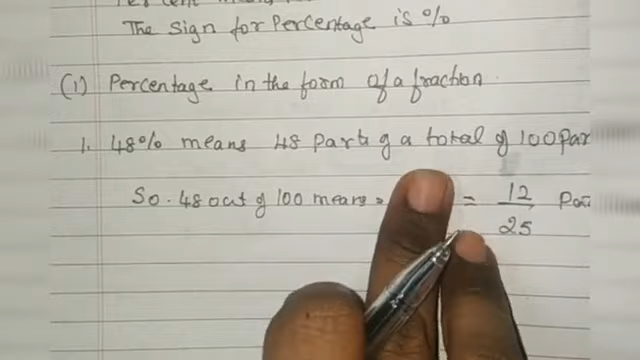 The sign for Percentage is %
(1) Percentage in the form of a fraction.
1. 48% means 48 Parts of a total of 100 Par
So. 48 out of 100 means = = 12/25